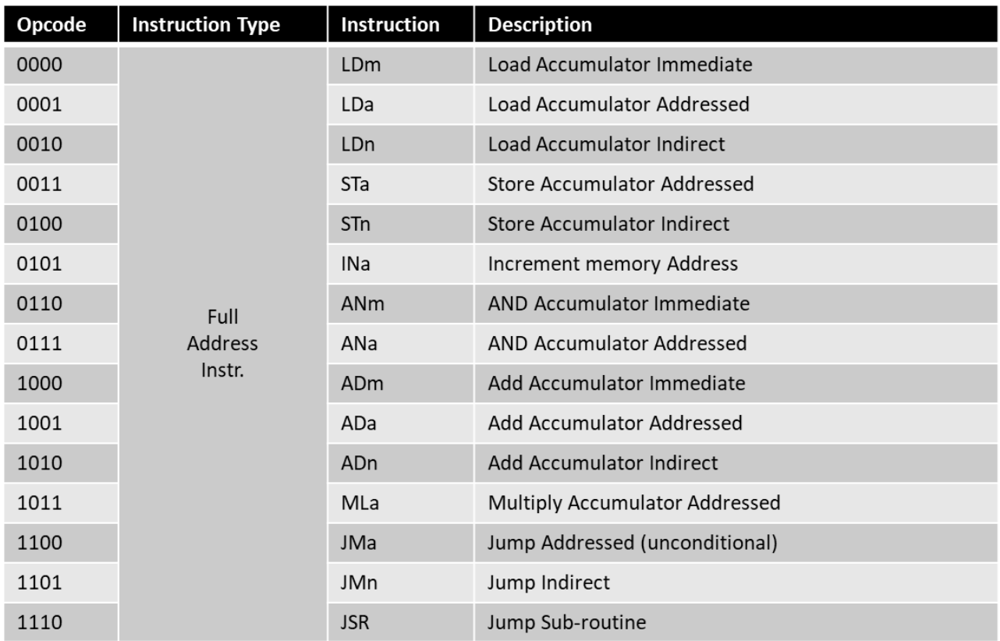 Opcode Instruction Type Instruction Description
0000 LDm Load Accumulator Immediate
0001 LDa Load Accumulator Addressed
0010 LDn Load Accumulator Indirect
0011 STa Store Accumulator Addressed
0100 STn Store Accumulator Indirect
0101 INa Increment memory Address
0110 ANm AND Accumulator Immediate
Full
0111 Address ANa AND Accumulator Addressed
Instr.
1000 ADm Add Accumulator Immediate
1001 ADa Add Accumulator Addressed
1010 ADn Add Accumulator Indirect
1011 MLa Multiply Accumulator Addressed
1100 JMa Jump Addressed (unconditional)
1101 JMn Jump Indirect
1110 JSR Jump Sub-routine